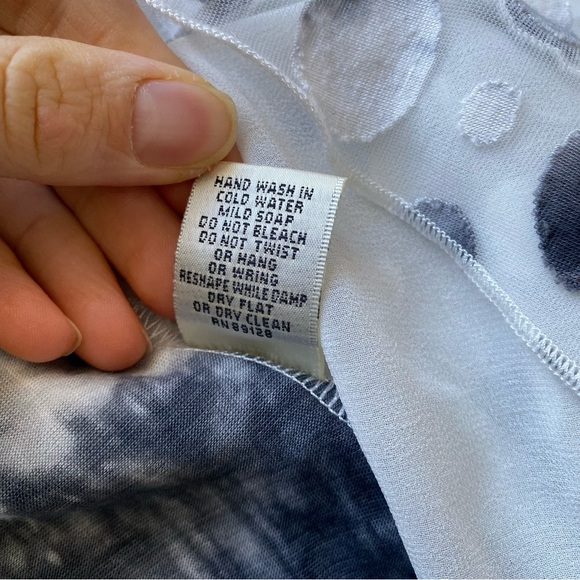 HAND WASH IN
COLD WATER
MILD SOAP
DO NOT BLEACH
DO NOT TWIST
OR HANG
OR WRING
RESHAPE WHILE DAMP
DRY FLAT
OR DRY CLEAN
RN 89128